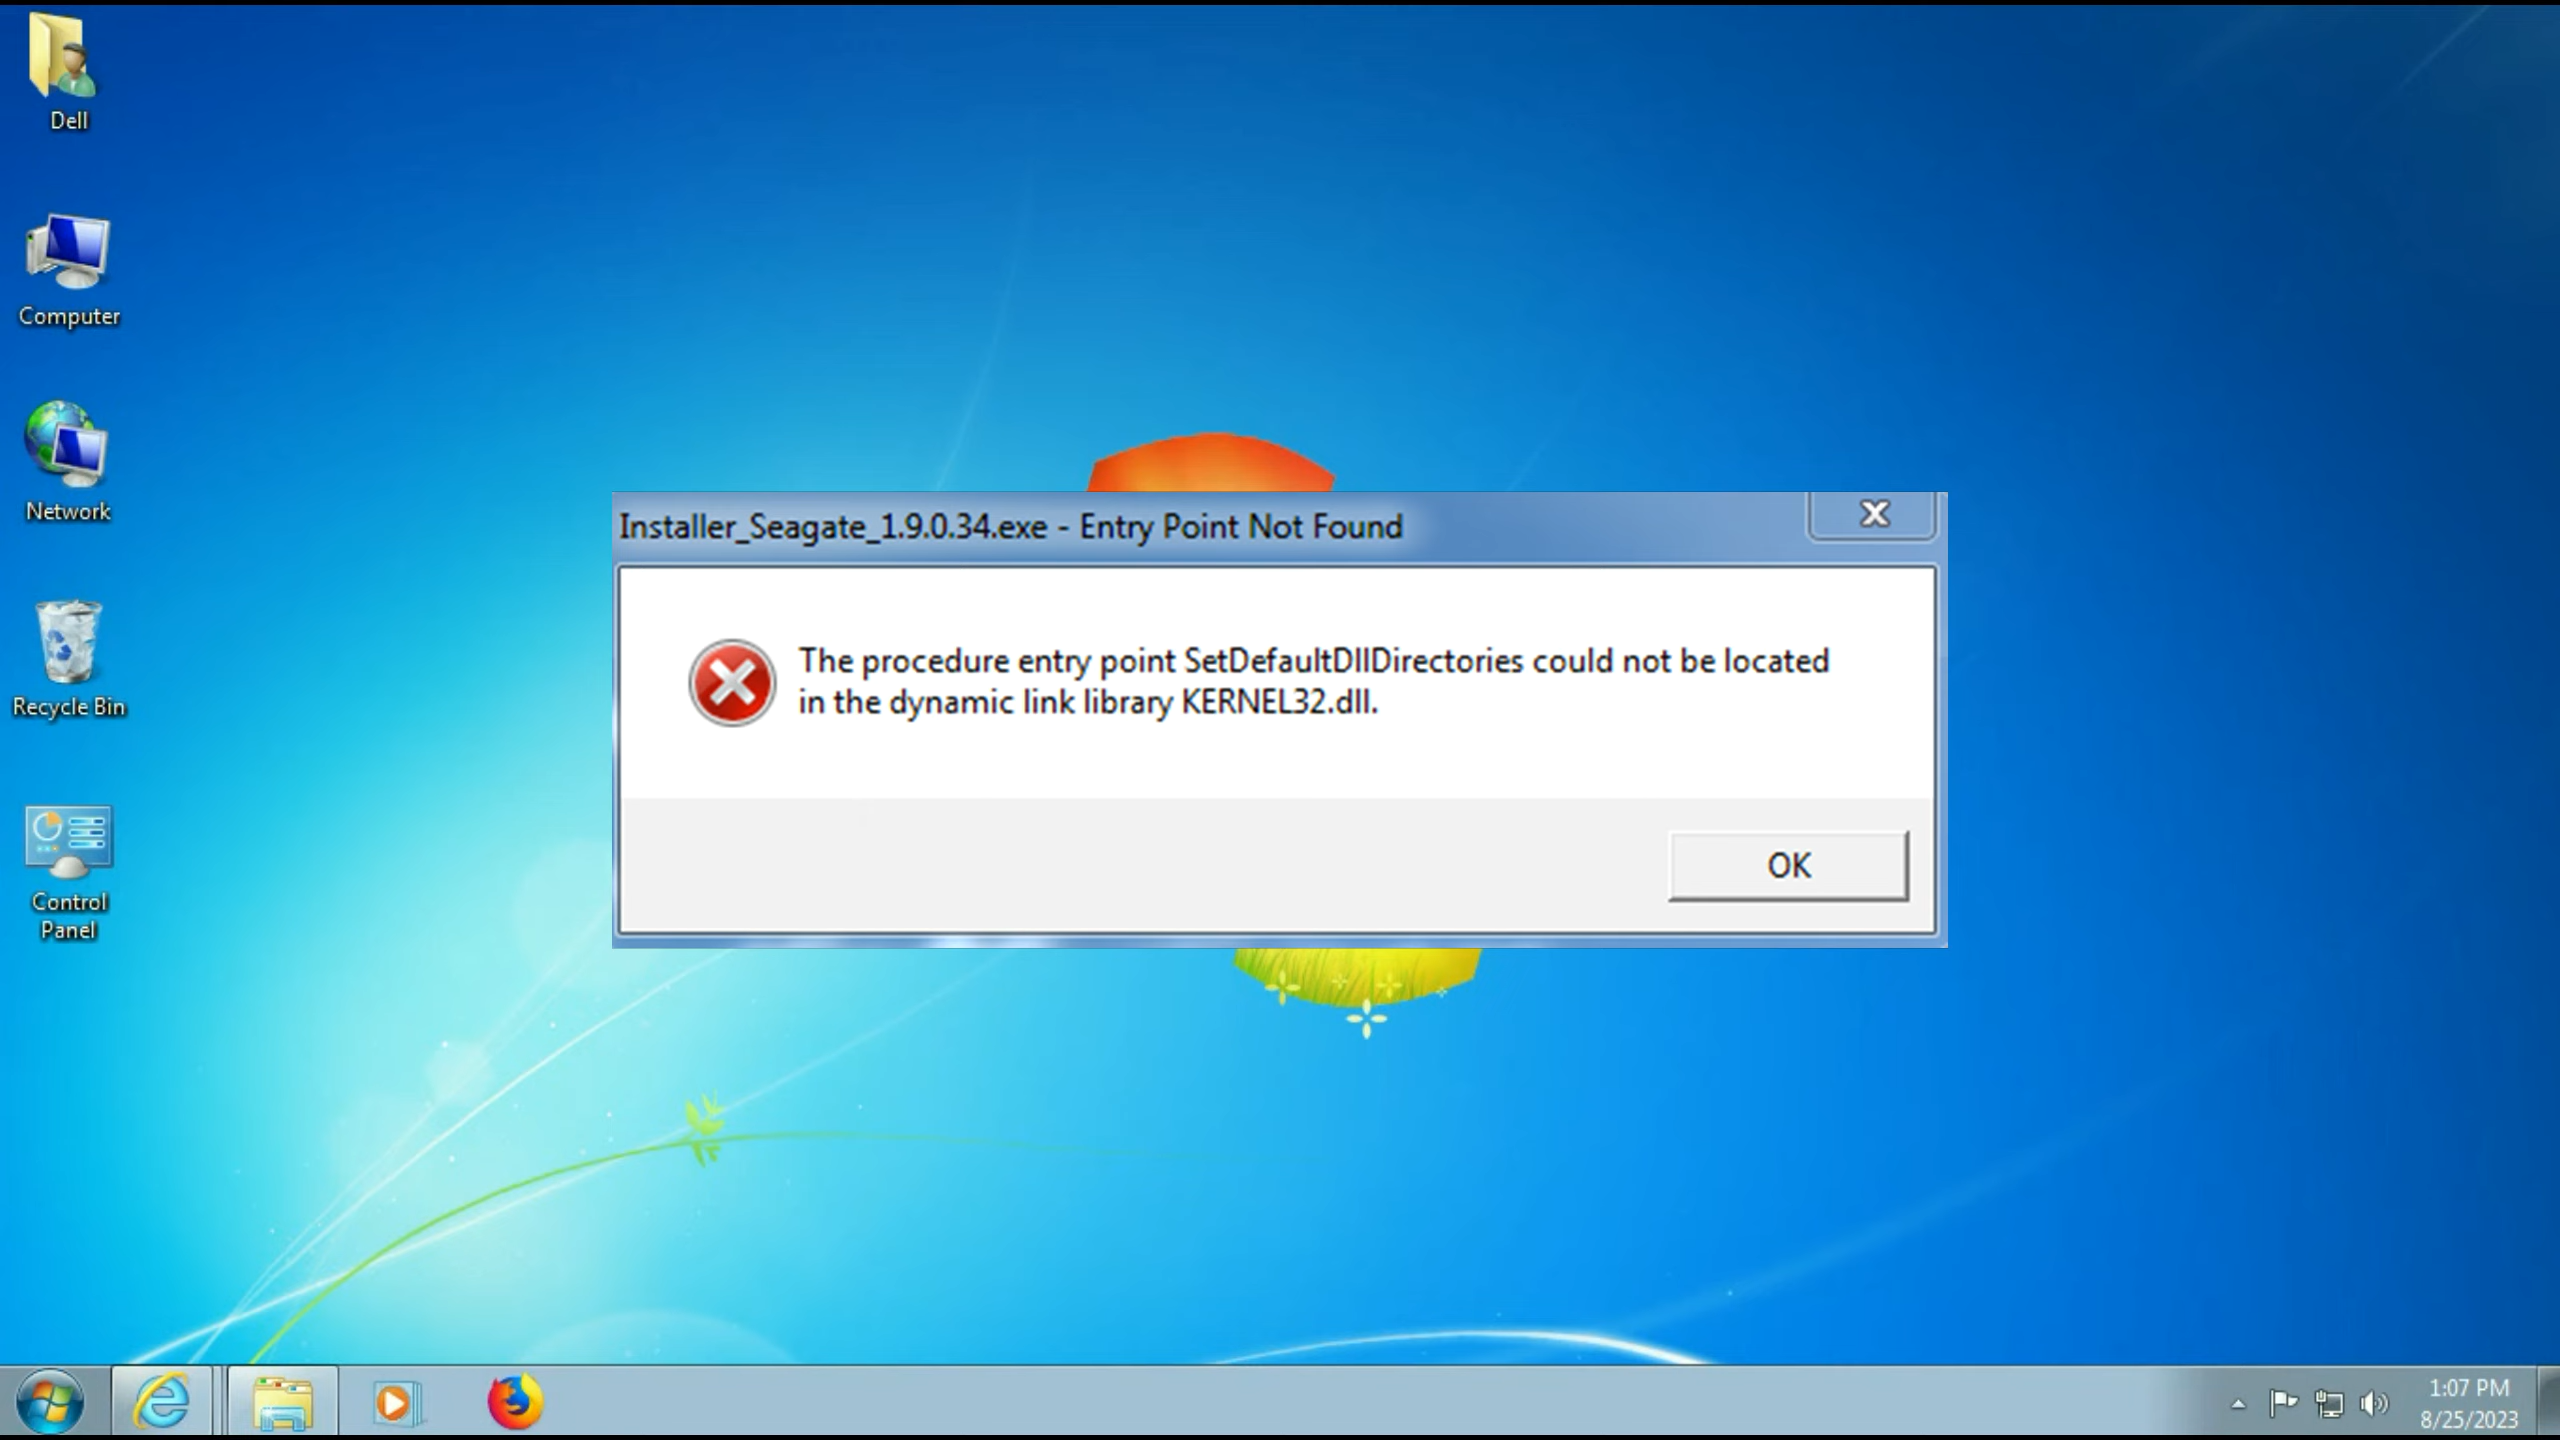 Dell
Computer
Network
Recycle Bin
Control
Panel
Installer_Seagate_1.9.0.34.exe - Entry Point Not Found
The procedure entry point SetDefaultDllDirectories could not be located
in the dynamic link library KERNEL32.dll.
OK
1:07 PM
8/25/2023